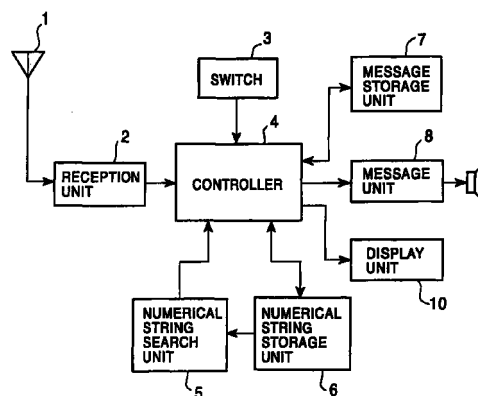 1
3
SWITCH
7
MESSAGE
STORAGE
UNIT
2
RECEPTION
UNIT
4
CONTROLLER
8
MESSAGE
UNIT
DISPLAY
UNIT
10
NUMERICAL
STRING
SEARCH
UNIT
5
NUMERICAL
STRING
STORAGE
UNIT
6